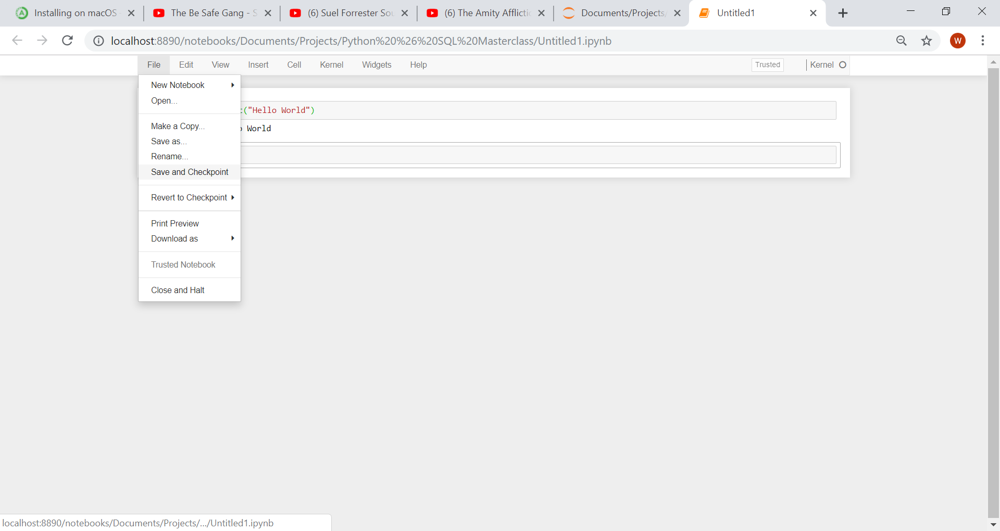 Installing on macOS
The Be Safe Gang -
(6) Suel Forrester
(6) The Amity
Documents/Projects/
Untitled1
localhost:8890/notebooks/Documents/Projects/Python%20%26%20SQL%20Masterclass/Untitled1.ipynb
W
File Edit View Insert Cell Kernel Widgets Help
Trusted
Kernel
New Notebook
Open...
Make a Copy...
Save as...
Rename...
Save and Checkpoint
Revert to Checkpoint
Print Preview
Download as
Trusted Notebook
Close and Halt
("Hello World")
World
localhost:8890/notebooks/Documents/Projects/.../Untitled1.ipynb